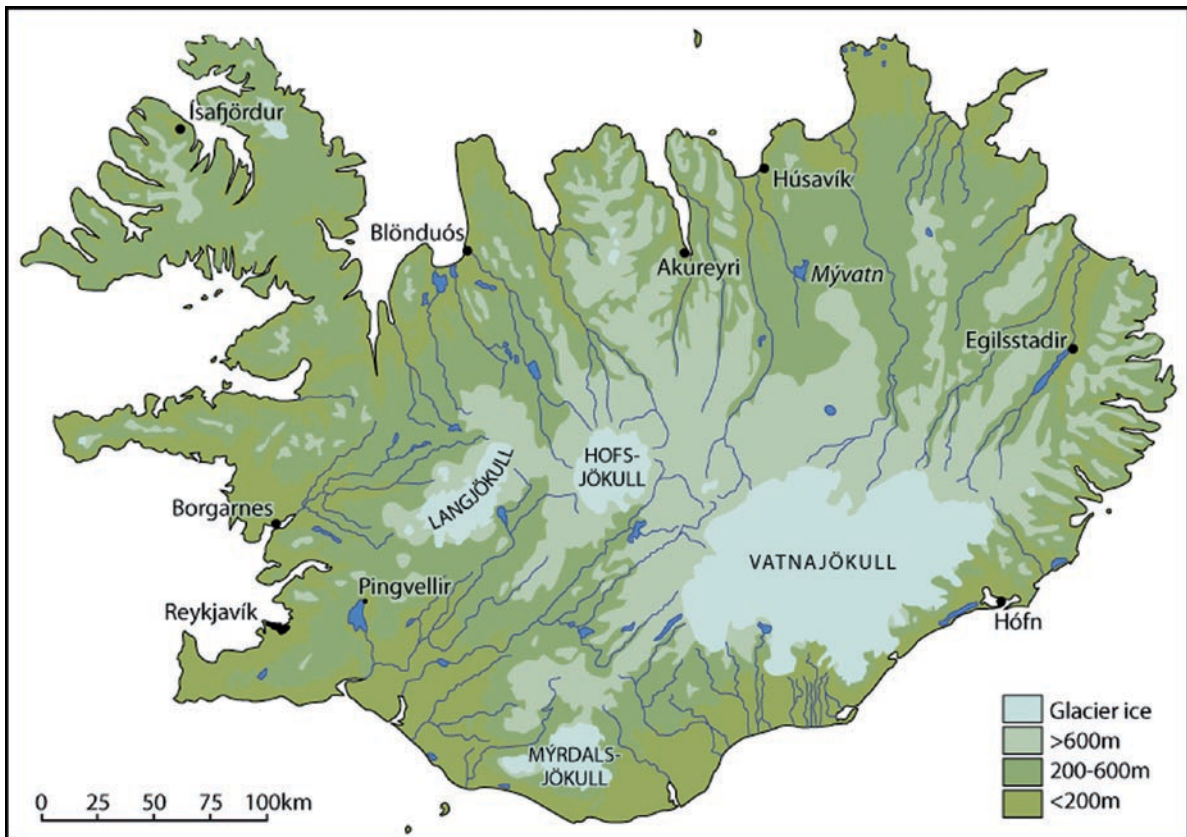 Ísafjördur
Húsavík
Blönduós
Akureyri
Mývatn
Egilsstadir
HOFS-
JÖKULL
LANGJÖKULL
Borgarnes
VATNAJÖKULL
Pingvellir
Reykjavík
Hófn
MÝRDALS-
JÖKULL
Glacier ice
>600m
200-600m
<200m
0 25 50 75 100km